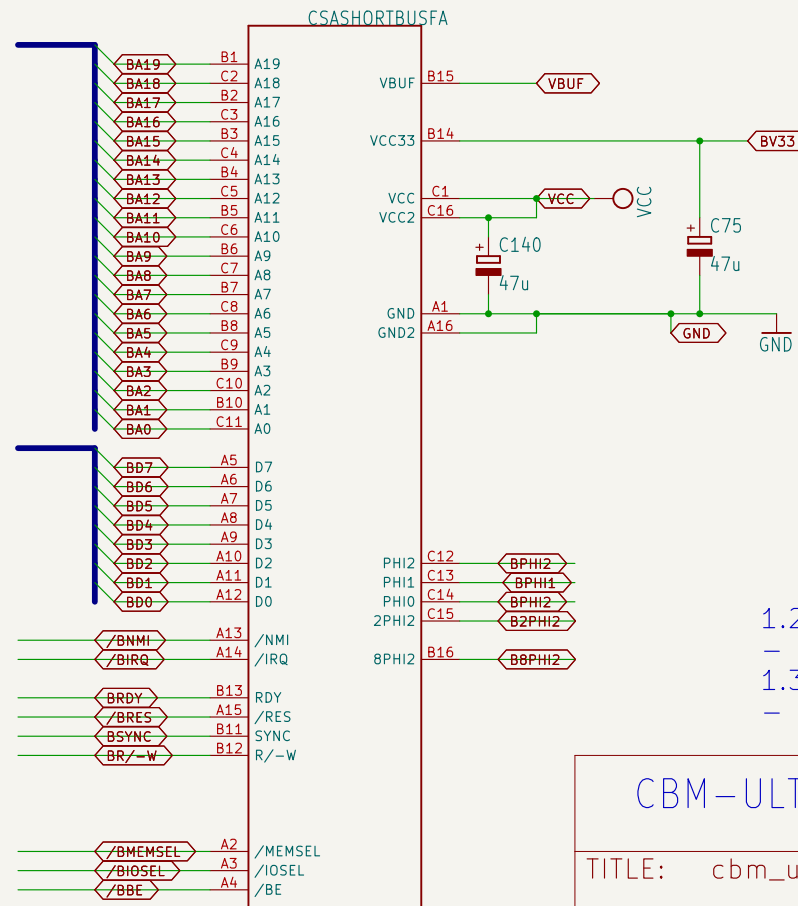 CSASHORTBUSFA
BA19 B1 A19
BA18 C2 A18 VBUF B15 VBUF
BA17 B2 A17
BA16 C3 A16
BA15 B3 A15 VCC33 B14 BV33
BA14 C4 A14
BA13 B4 A13
BA12 C5 A12 VCC C1 VCC VCC
BA11 B5 A11 VCC2 C16
BA10 C6 A10 C140 + C75 +
BA9 B6 A9
BA8 C7 A8 47u 47u
BA7 B7 A7
BA6 C8 A6 GND A1
BA5 B8 A5 GND2 A16 GND GND
BA4 C9 A4
BA3 B9 A3
BA2 C10 A2
BA1 B10 A1
BA0 C11 A0
BD7 A5 D7
BD6 A6 D6
BD5 A7 D5
BD4 A8 D4
BD3 A9 D3
BD2 A10 D2 PHI2 C12 BPHI2
BD1 A11 D1 PHI1 C13 BPHI1
BD0 A12 D0 PHI0 C14 BPHI2
2PHI2 C15 B2PHI2 1.2
/BNMI A13 /NMI
/BIRQ A14 /IRQ 8PHI2 B16 B8PHI2 –
1.3
BRDY B13 RDY
/BRES A15 /RES –
BSYNC B11 SYNC
BR/-W B12 R/-W
CBM-ULT
/BMEMSEL A2 /MEMSEL
/BIOSEL A3 /IOSEL TITLE: cbm_u
/BBE A4 /BE